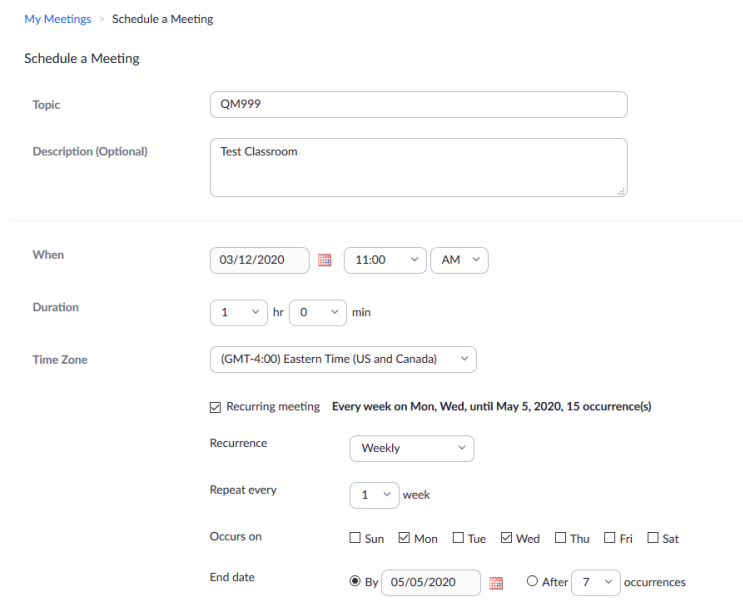 My Meetings > Schedule a Meeting
Schedule a Meeting
Topic QM999
Description (Optional) Test Classroom
When 03/12/2020 11:00 AM
Duration 1 hr 0 min
Time Zone (GMT-4:00) Eastern Time (US and Canada)
Recurring meeting Every week on Mon, Wed, until May 5, 2020, 15 occurrence(s)
Recurrence Weekly
Repeat every 1 week
Occurs on Sun Mon Tue Wed Thu Fri Sat
End date By 05/05/2020 After 7 occurrences